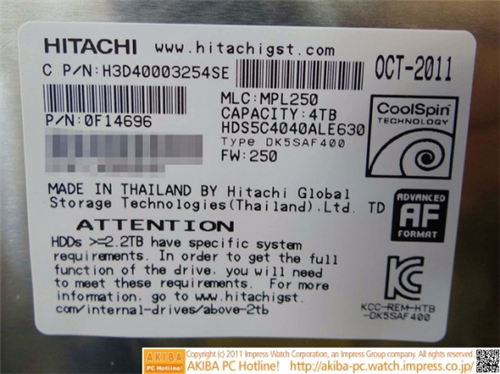 HITACHI www.hitachigst.com
C P/N:H3D40003254SE OCT-2011
MLC:MPL250
P/N:0F14696 CAPACITY:4TB
HDS5C4040ALE630
Type DK5SAF400
FW:250
CoolSpin
TECHNOLOGY
MADE IN THAILAND BY Hitachi Global
Storage Technologies(Thailand).Ltd. TD
ADVANCED
AF
FORMAT
ATTENTION
HDDs >=2.2TB have specific system
requirements. In order to get the full
function of the drive, you will need
to meet these requirements. For more
information, go to www.hitachigst.
com/internal-drives/above-2tb
KCC-REM-HTB
-DK5SAF400
AKIBA
PC Hotline!
Copyright (c) 2011 Impress Watch Corporation, an Impress Group company. All rights reserved.
AKIBA PC Hotline! http://akiba-pc.watch.impress.co.jp/